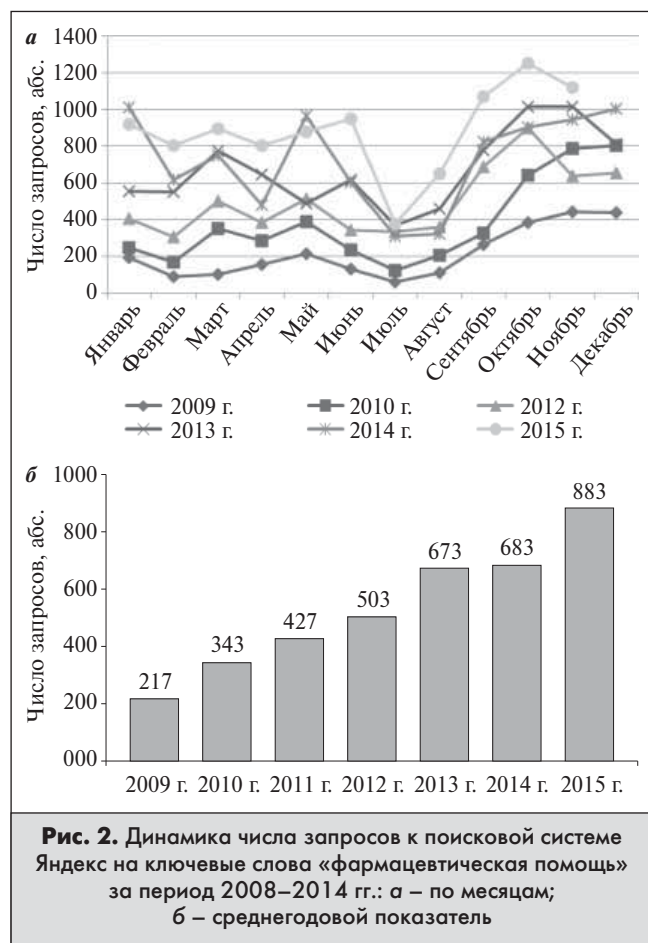 а
Число запросов, абс.
1400
1200
1000
800
600
400
200
0
Январь
Февраль
Март
Апрель
Май
Июнь
Июль
Август
Сентябрь
Октябрь
Ноябрь
Декабрь
2009 г. 2010 г. 2012 г.
2013 г. 2014 г. 2015 г.
б
Число запросов, абс.
1000
800
600
400
200
000
217
343
427
503
673
683
883
2009 г. 2010 г. 2011 г. 2012 г. 2013 г. 2014 г. 2015 г.
Рис. 2. Динамика числа запросов к поисковой системе
Яндекс на ключевые слова «фармацевтическая помощь»
за период 2008–2014 гг.: а – по месяцам;
б – среднегодовой показатель